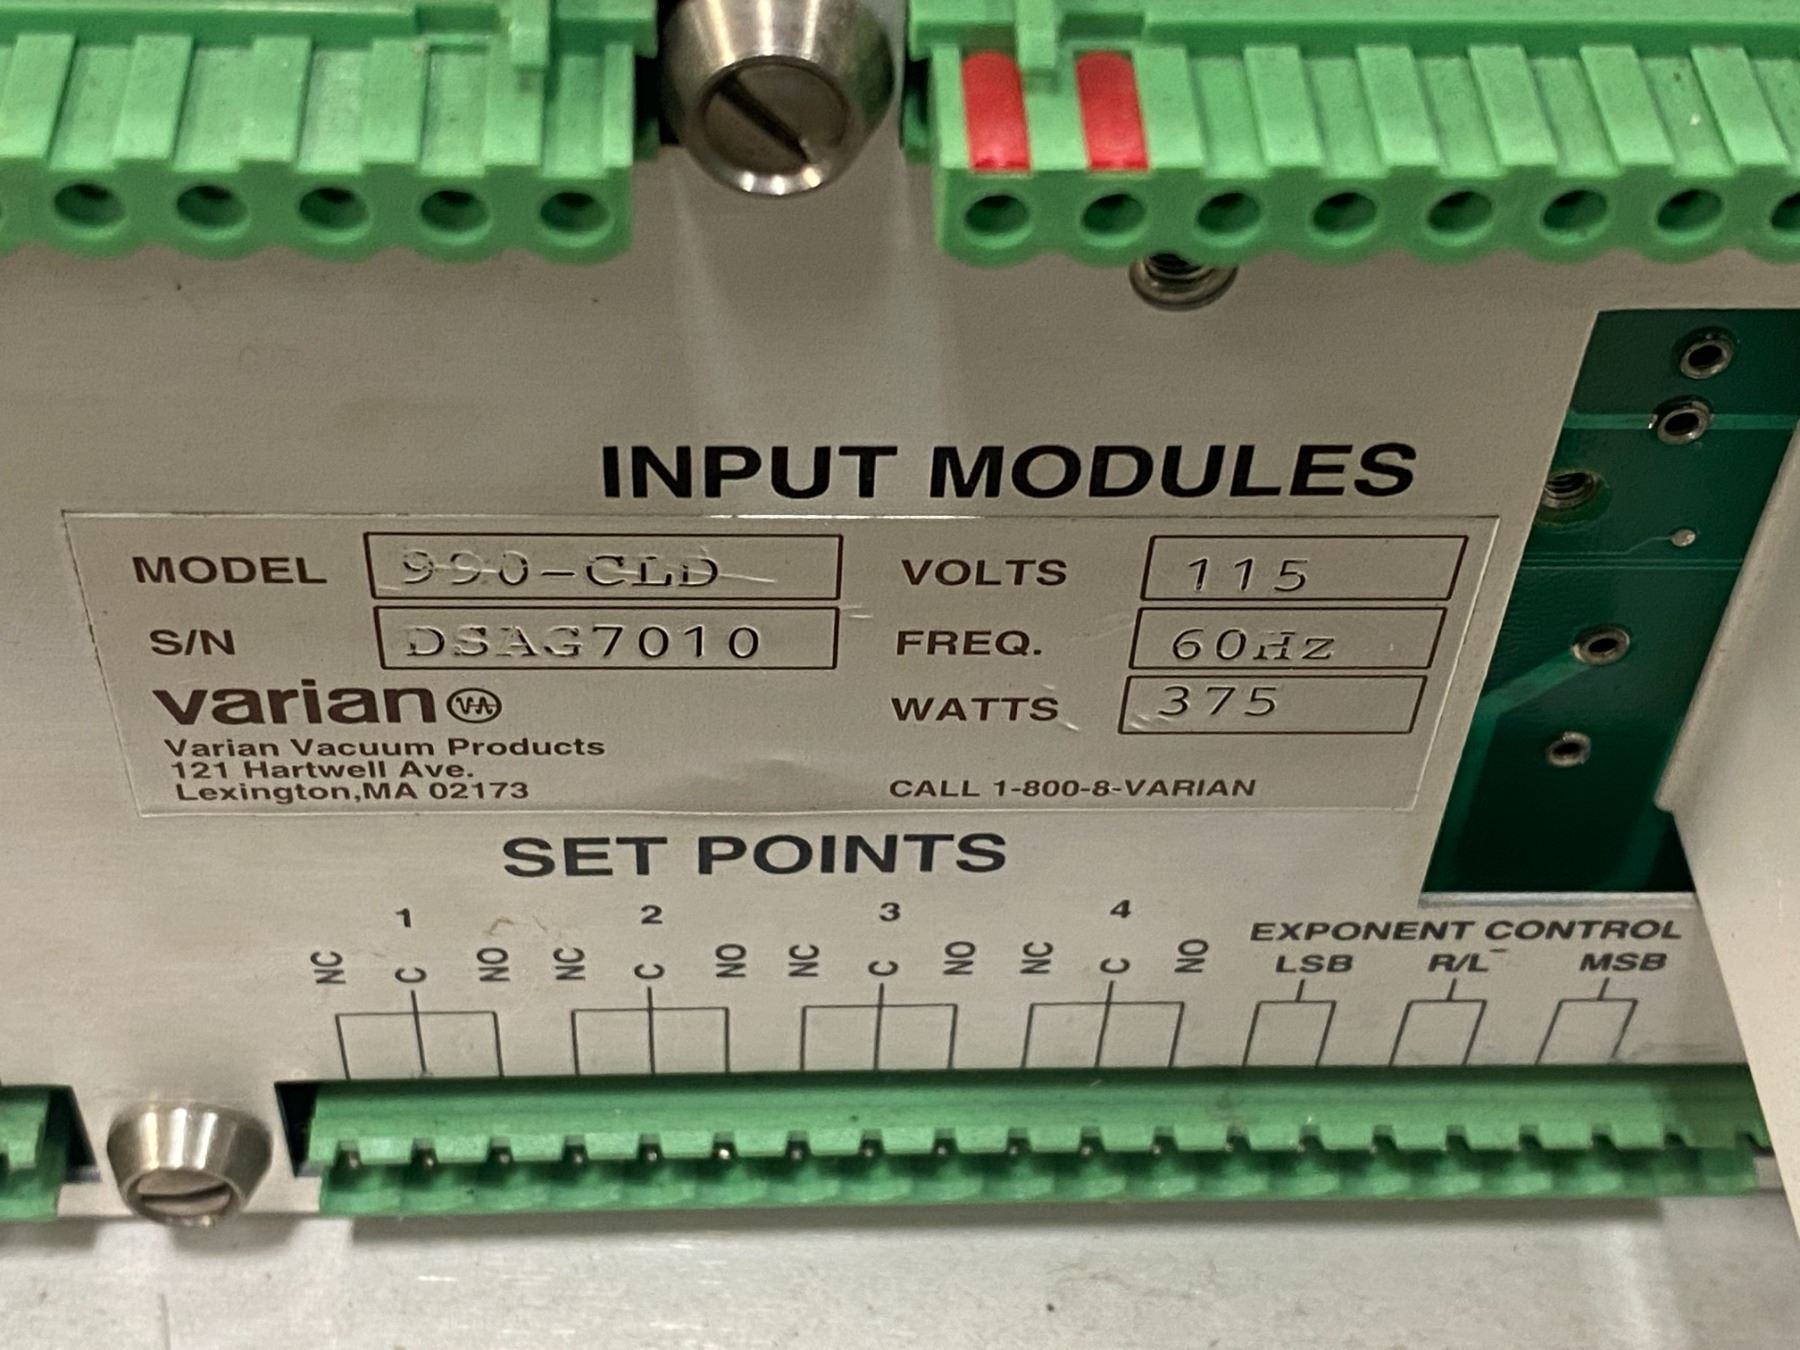 INPUT MODULES
MODEL 990-CLD VOLTS 115
S/N DSAG7010 FREQ. 60Hz
varian VA WATTS 375
Varian Vacuum Products
121 Hartwell Ave.
Lexington,MA 02173 CALL 1-800-8-VARIAN
SET POINTS
1 2 3 4
EXPONENT CONTROL
NC C NO NC C NO NC C NO NC C NO LSB R/L MSB